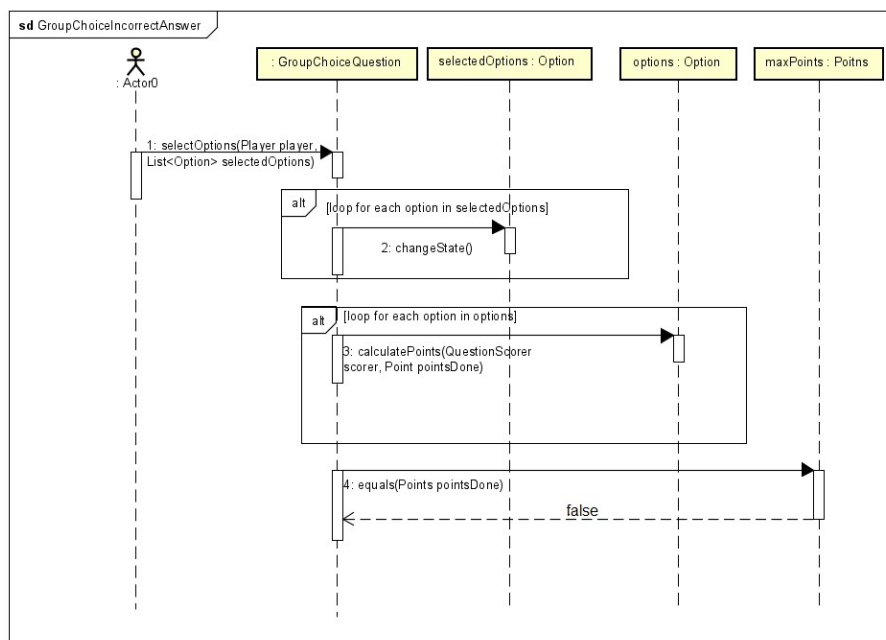 sd GroupChoiceIncorrectAnswer
: Actor0
: GroupChoiceQuestion
selectedOptions : Option
options : Option
maxPoints : Poitns
1: selectOptions(Player player,
List<Option> selectedOptions)
alt
[loop for each option in selectedOptions]
2: changeState()
alt
[loop for each option in options]
3: calculatePoints(QuestionScorer
scorer, Point pointsDone)
4: equals(Points pointsDone)
false